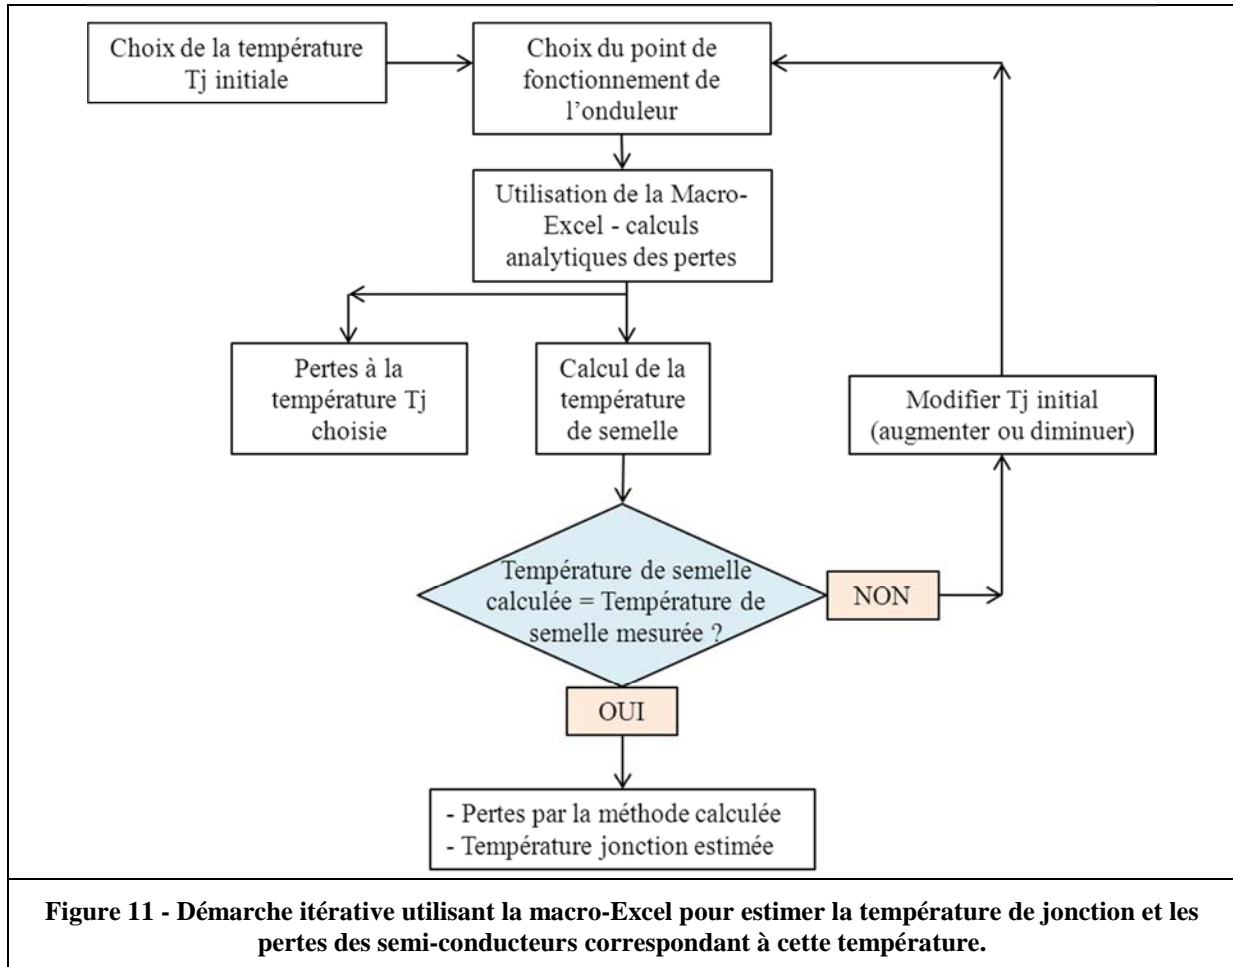 Choix de la température
Tj initiale
Choix du point de
fonctionnement de
l’onduleur
Utilisation de la Macro-
Excel - calculs
analytiques des pertes
Pertes à la
température Tj
choisie
Calcul de la
température
de semelle
Modifier Tj initial
(augmenter ou diminuer)
Température de semelle
calculée = Température de
semelle mesurée ?
NON
OUI
- Pertes par la méthode calculée
- Température jonction estimée
Figure 11 - Démarche itérative utilisant la macro-Excel pour estimer la température de jonction et les
pertes des semi-conducteurs correspondant à cette température.